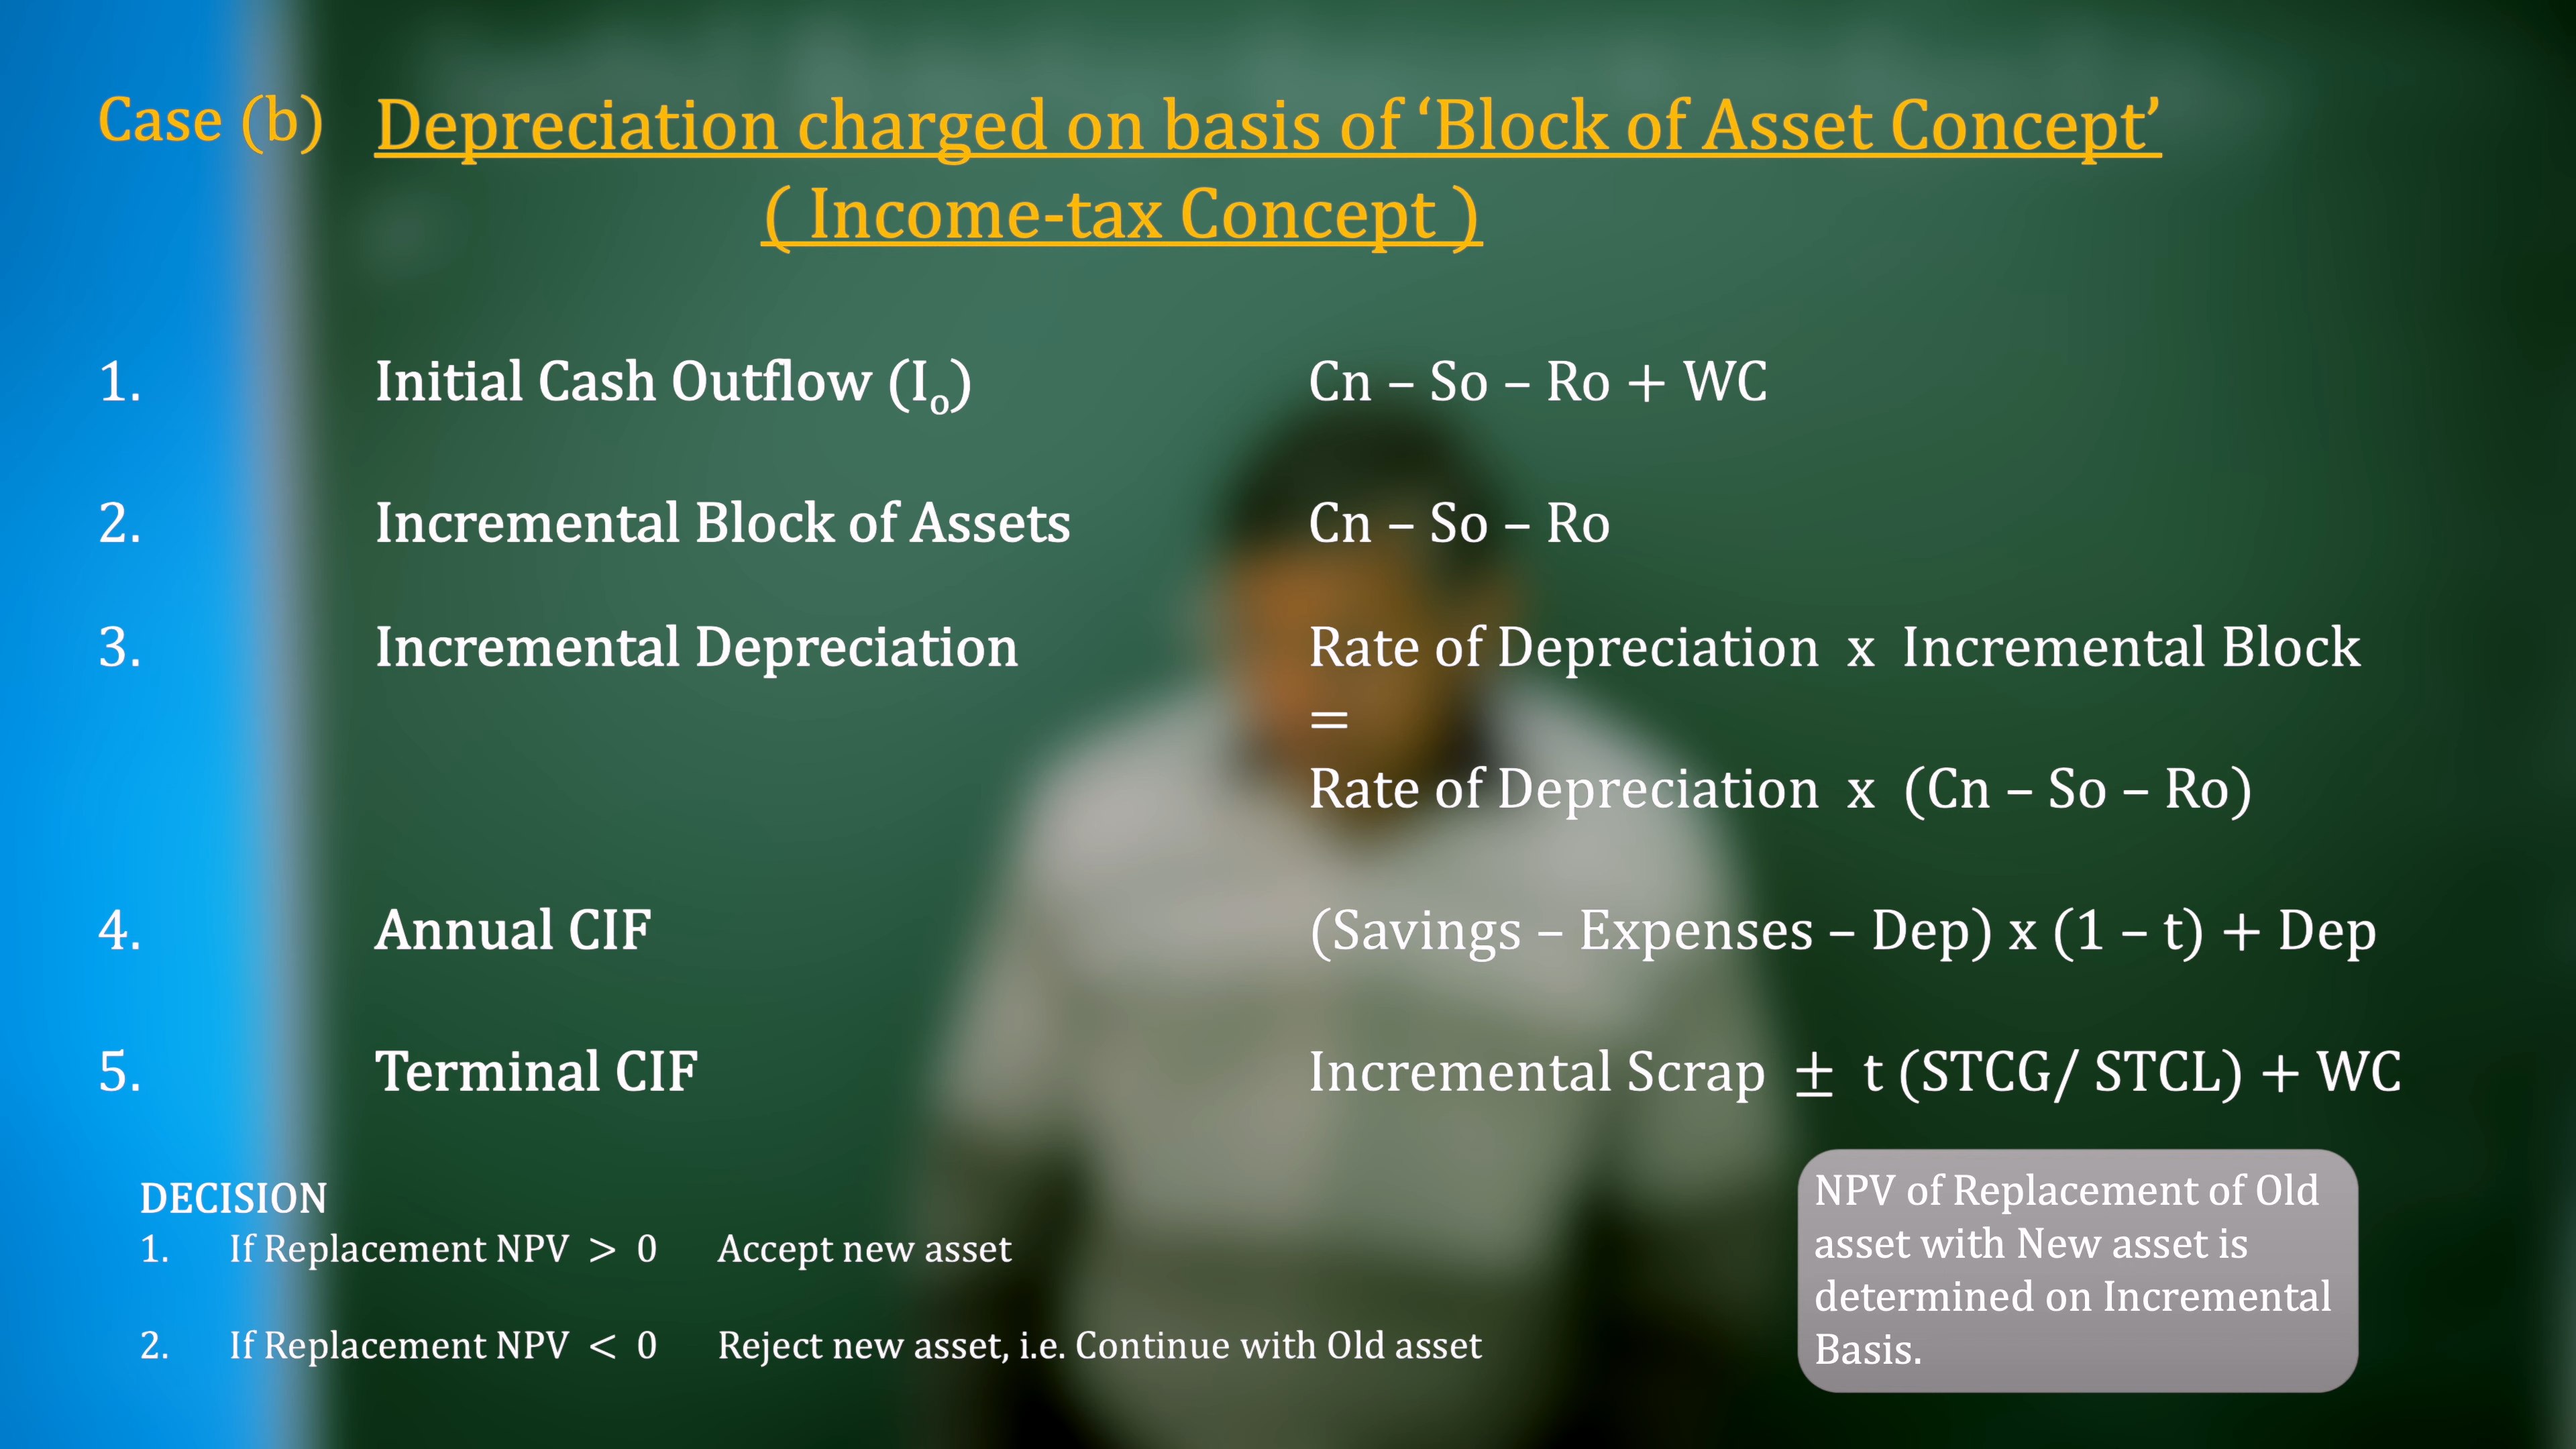 Case (b) Depreciation charged on basis of ‘Block of Asset Concept’
( Income-tax Concept )
1. Initial Cash Outflow (Io) Cn – So – Ro + WC
2. Incremental Block of Assets Cn – So – Ro
3. Incremental Depreciation Rate of Depreciation x Incremental Block
=
Rate of Depreciation x (Cn – So – Ro)
4. Annual CIF (Savings – Expenses – Dep) x (1 – t) + Dep
5. Terminal CIF Incremental Scrap ± t (STCG/ STCL) + WC
DECISION
1. If Replacement NPV > 0 Accept new asset
2. If Replacement NPV < 0 Reject new asset, i.e. Continue with Old asset
NPV of Replacement of Old
asset with New asset is
determined on Incremental
Basis.